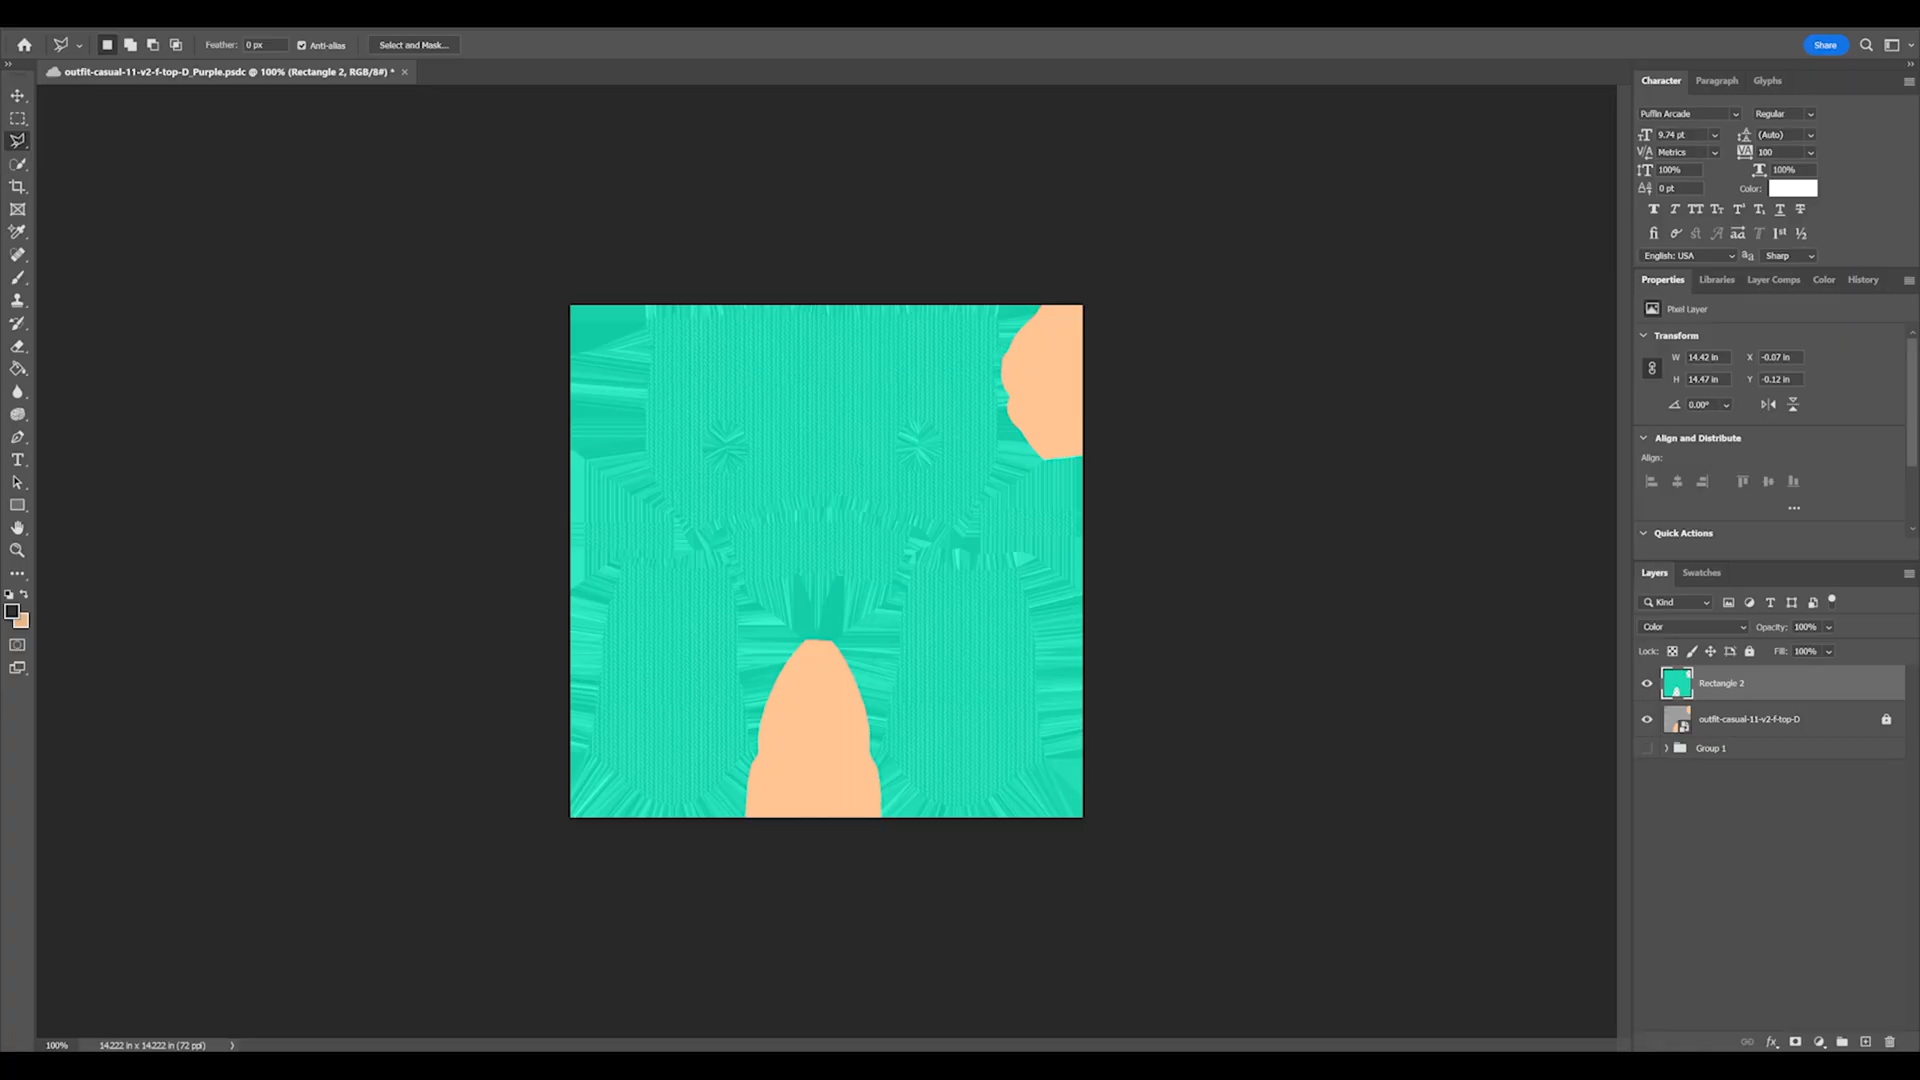 Feather: 0 px Anti-alias Select and Mask... Share
outfit-casual-11-v2-f-top-D_Purple.psdc @ 100% (Rectangle 2, RGB/8#) *
Character Paragraph Glyphs
Puffin Arcade Regular
9.74 pt (Auto)
Metrics 100
100% 100%
0 pt Color:
English: USA Sharp
Properties Libraries Layer Comps Color History
Pixel Layer
Transform
W 14.42 in X -0.07 in
H 14.47 in Y -0.12 in
0.00°
Align and Distribute
Align:
Quick Actions
Layers Swatches
Kind
Color Opacity: 100%
Lock: Fill: 100%
Rectangle 2
outfit-casual-11-v2-f-top-D
Group 1
100% 14.222 in x 14.222 in (72 ppi)